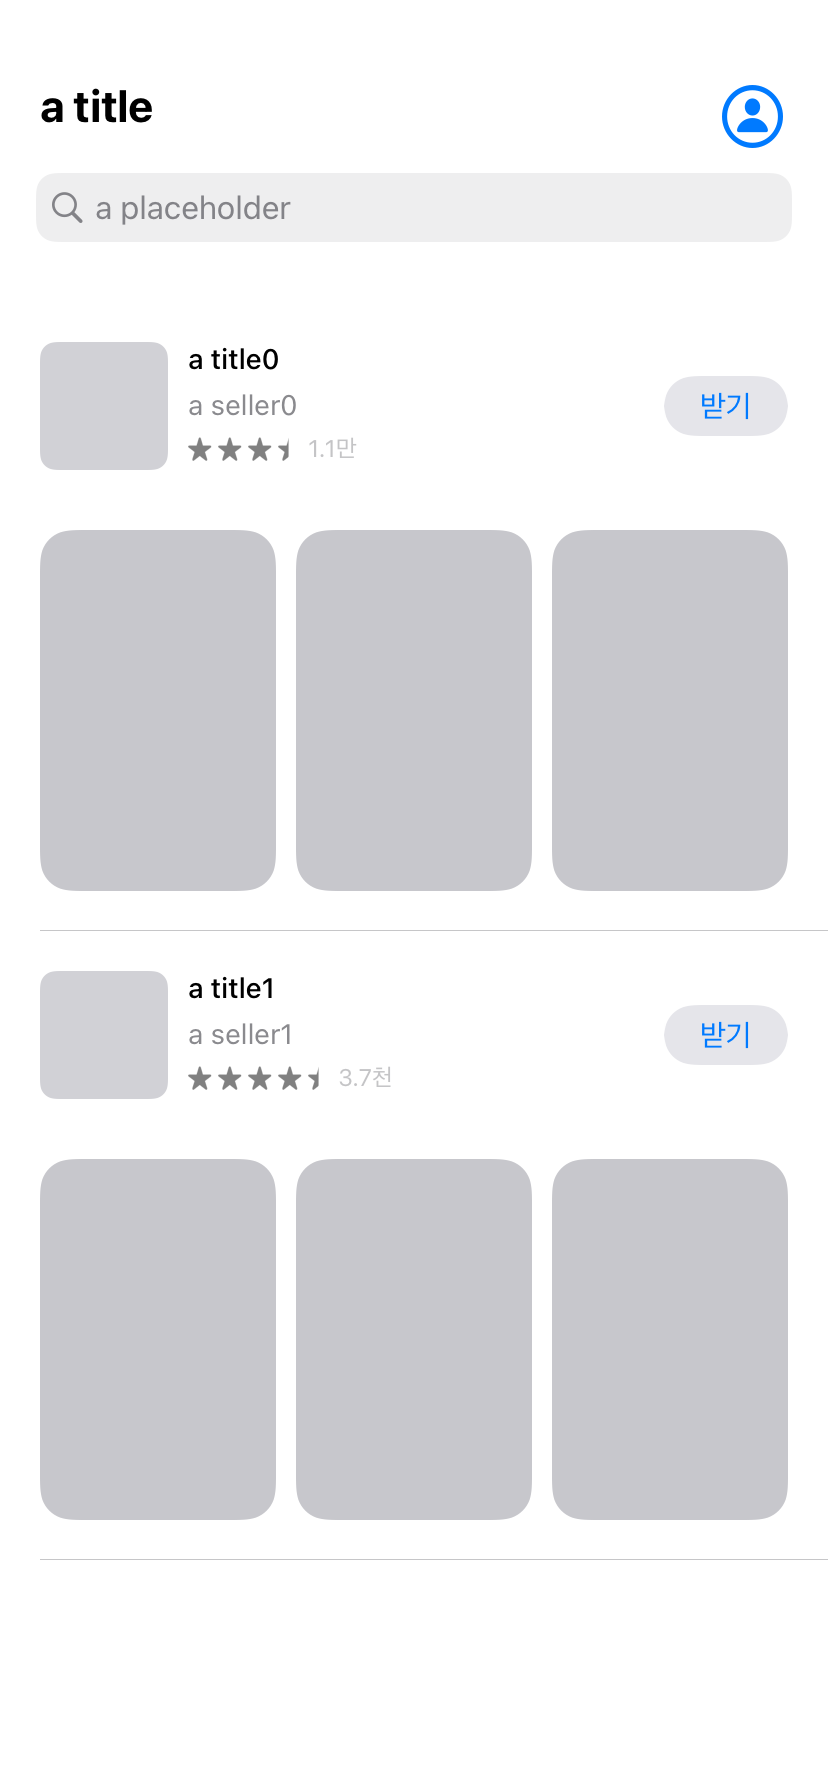 a title
a placeholder
a title0
a seller0
받기
1.1만
a title1
a seller1
받기
3.7천